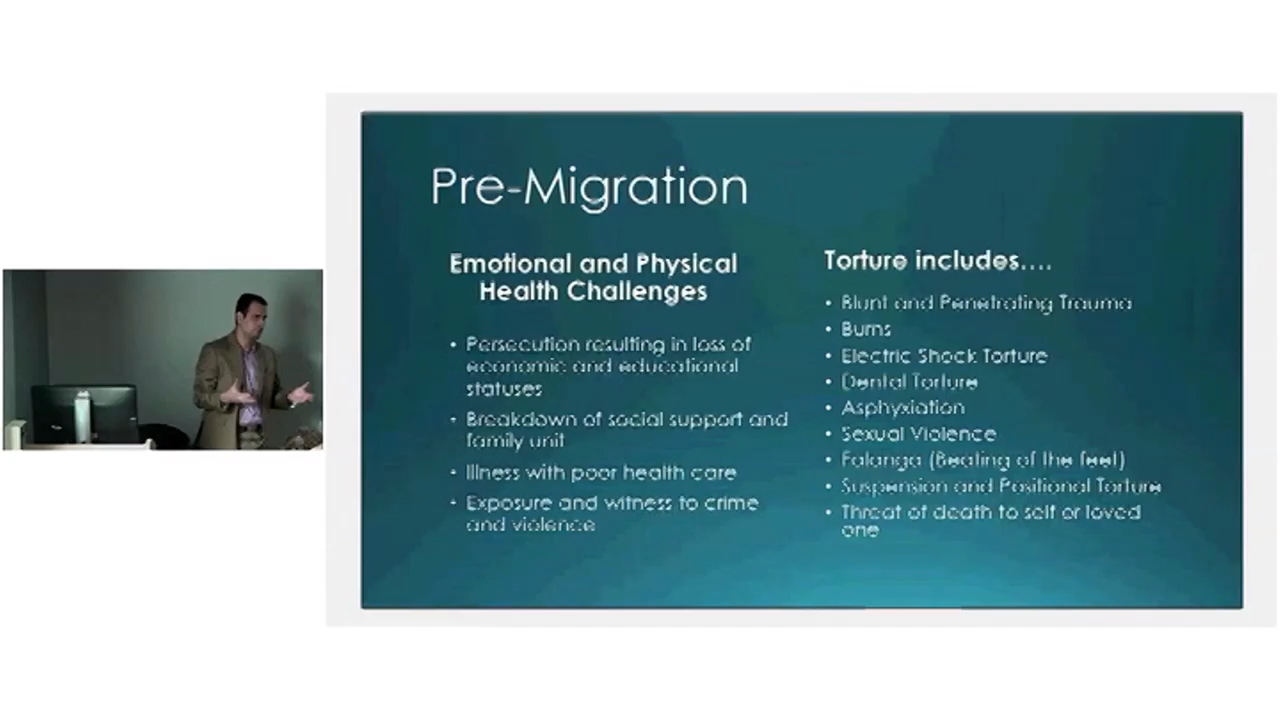 Pre-Migration
Emotional and Physical
Health Challenges
• Persecution resulting in loss of
economic and educational
statuses
• Breakdown of social support and
family unit
• Illness with poor health care
• Exposure and witness to crime
and violence
Torture includes....
• Blunt and Penetrating Trauma
• Burns
• Electric Shock Torture
• Dental Torture
• Asphyxiation
• Sexual Violence
• Falanga (Beating of the feet)
• Suspension and Positional Torture
• Threat of death to self or loved
one